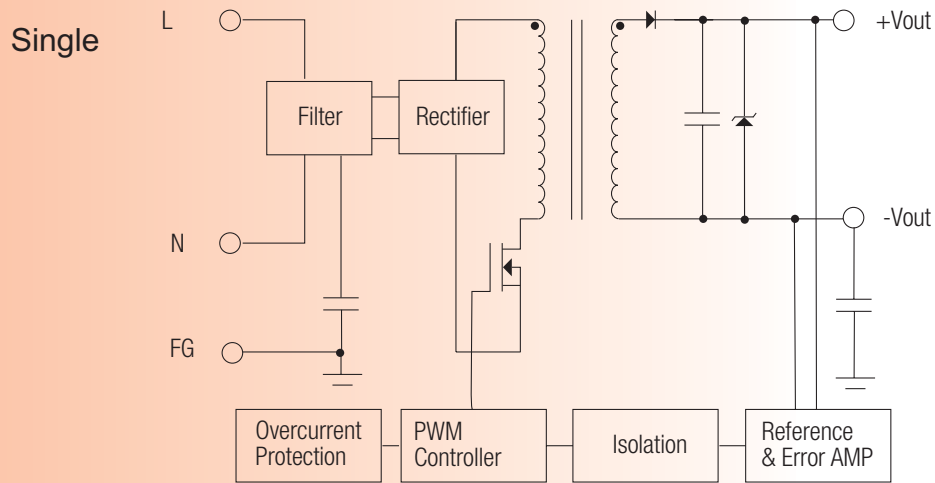 Single
L
+Vout
Filter
Rectifier
-Vout
N
FG
Overcurrent
Protection
PWM
Controller
Isolation
Reference
& Error AMP